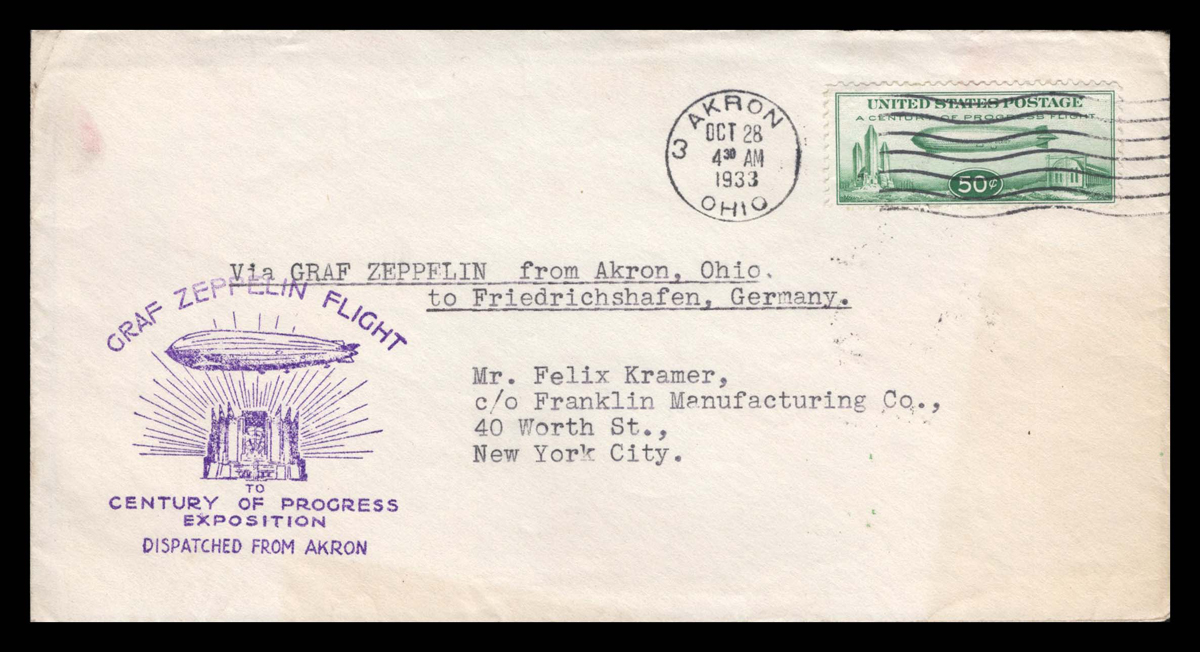 3 AKRON
OCT 28
4 30 AM
1933
OHIO
UNITED STATES POSTAGE
A CENTURY OF PROGRESS FLIGHT
50¢
Via GRAF ZEPPELIN from Akron, Ohio.
to Friedrichshafen, Germany.
GRAF ZEPPELIN FLIGHT
TO
CENTURY OF PROGRESS
EXPOSITION
DISPATCHED FROM AKRON
Mr. Felix Kramer,
c/o Franklin Manufacturing Co.,
40 Worth St.,
New York City.